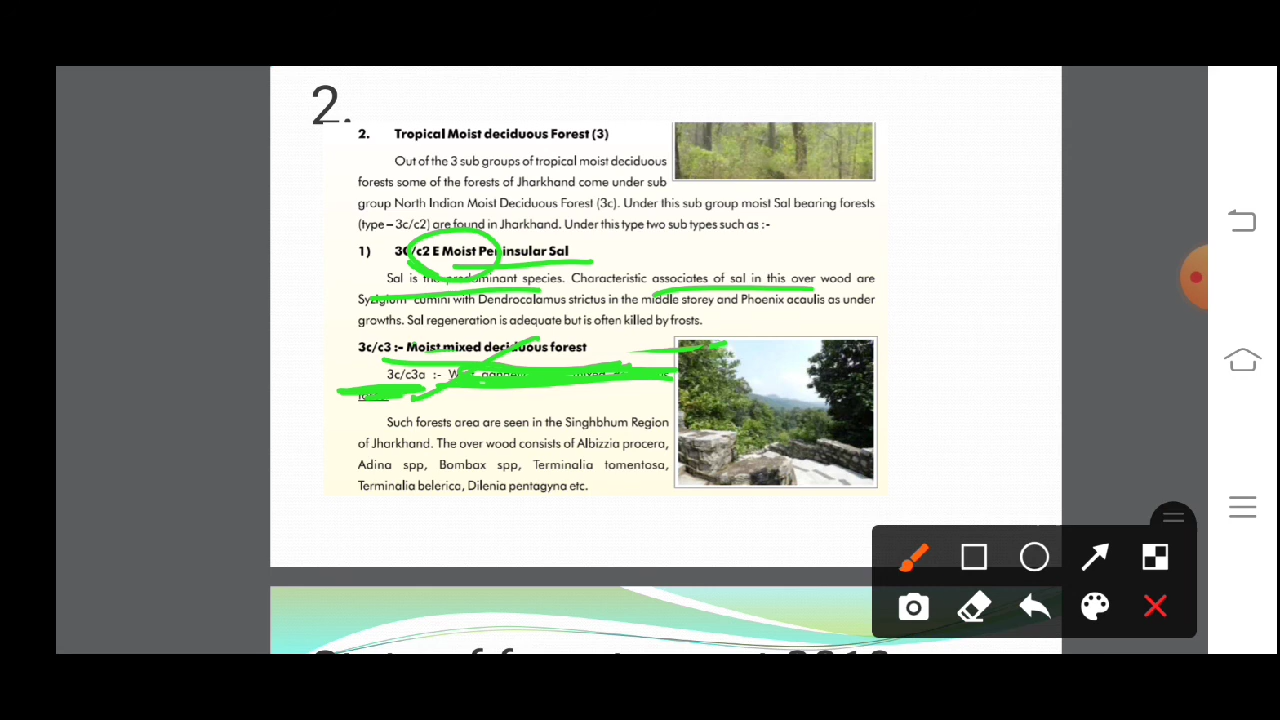 2.
2. Tropical Moist deciduous Forest (3)
Out of the 3 sub groups of tropical moist deciduous
forests some of the forests of Jharkhand come under sub
group North Indian Moist Deciduous Forest (3c). Under this sub group moist Sal bearing forests
(type – 3c/c2) are found in Jharkhand. Under this type two sub types such as :-
1) 3C/c2 E Moist Peninsular Sal
Sal is the predominant species. Characteristic associates of sal in this over wood are
Syzigium cumini with Dendrocalamus strictus in the middle storey and Phoenix acaulis as under
growths. Sal regeneration is adequate but is often killed by frosts.
3c/c3 :- Moist mixed deciduous forest
3c/c3a :-
Such forests area are seen in the Singhbhum Region
of Jharkhand. The over wood consists of Albizzia procera,
Adina spp, Bombax spp, Terminalia tomentosa,
Terminalia belerica, Dilenia pentagyna etc.